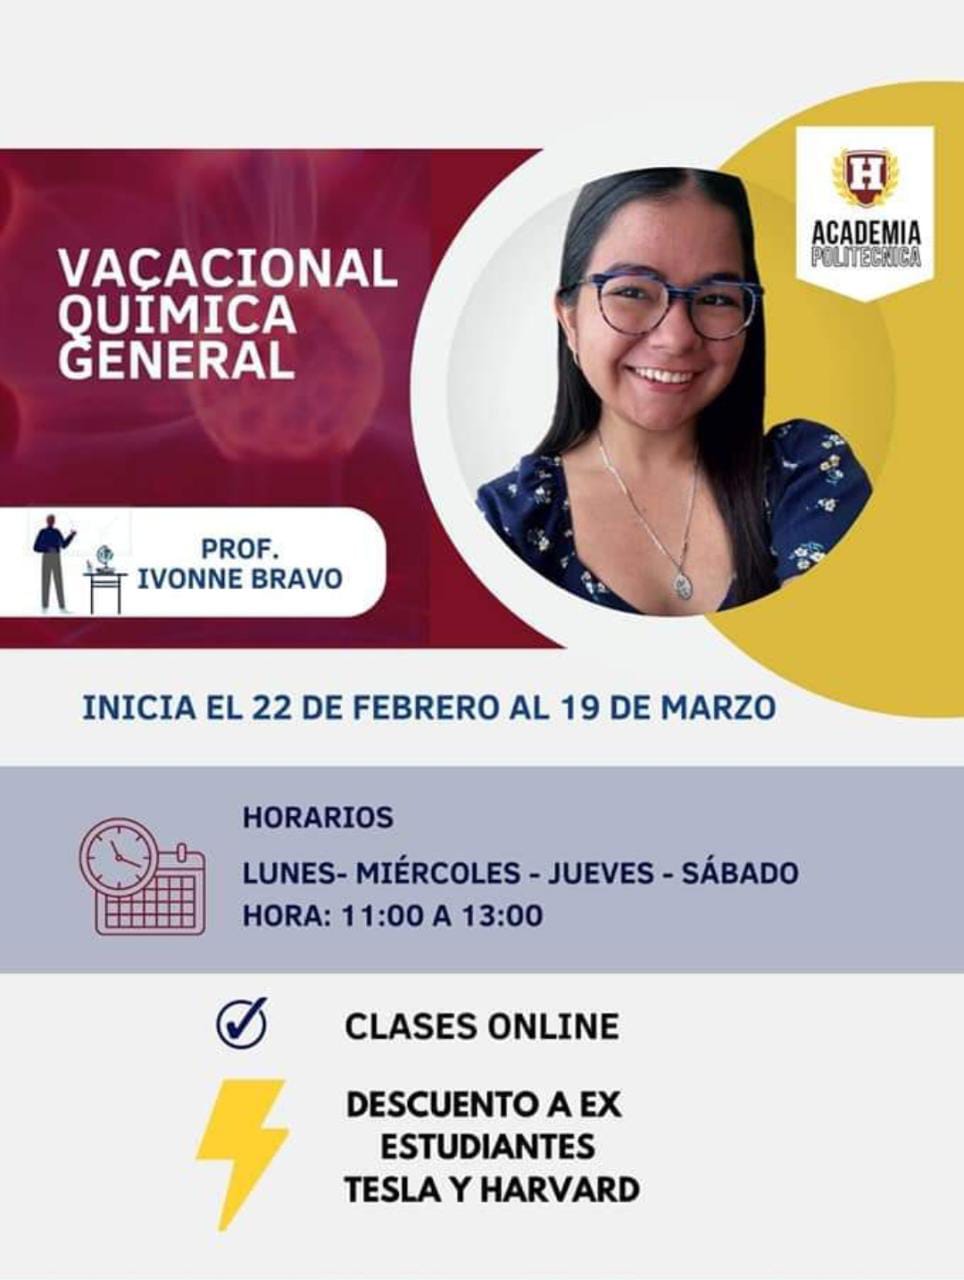 H
ACADEMIA
POLITECNICA
VACACIONAL
QUÍMICA
GENERAL
PROF.
IVONNE BRAVO
INICIA EL 22 DE FEBRERO AL 19 DE MARZO
HORARIOS
LUNES- MIÉRCOLES - JUEVES - SÁBADO
HORA: 11:00 A 13:00
CLASES ONLINE
DESCUENTO A EX
ESTUDIANTES
TESLA Y HARVARD